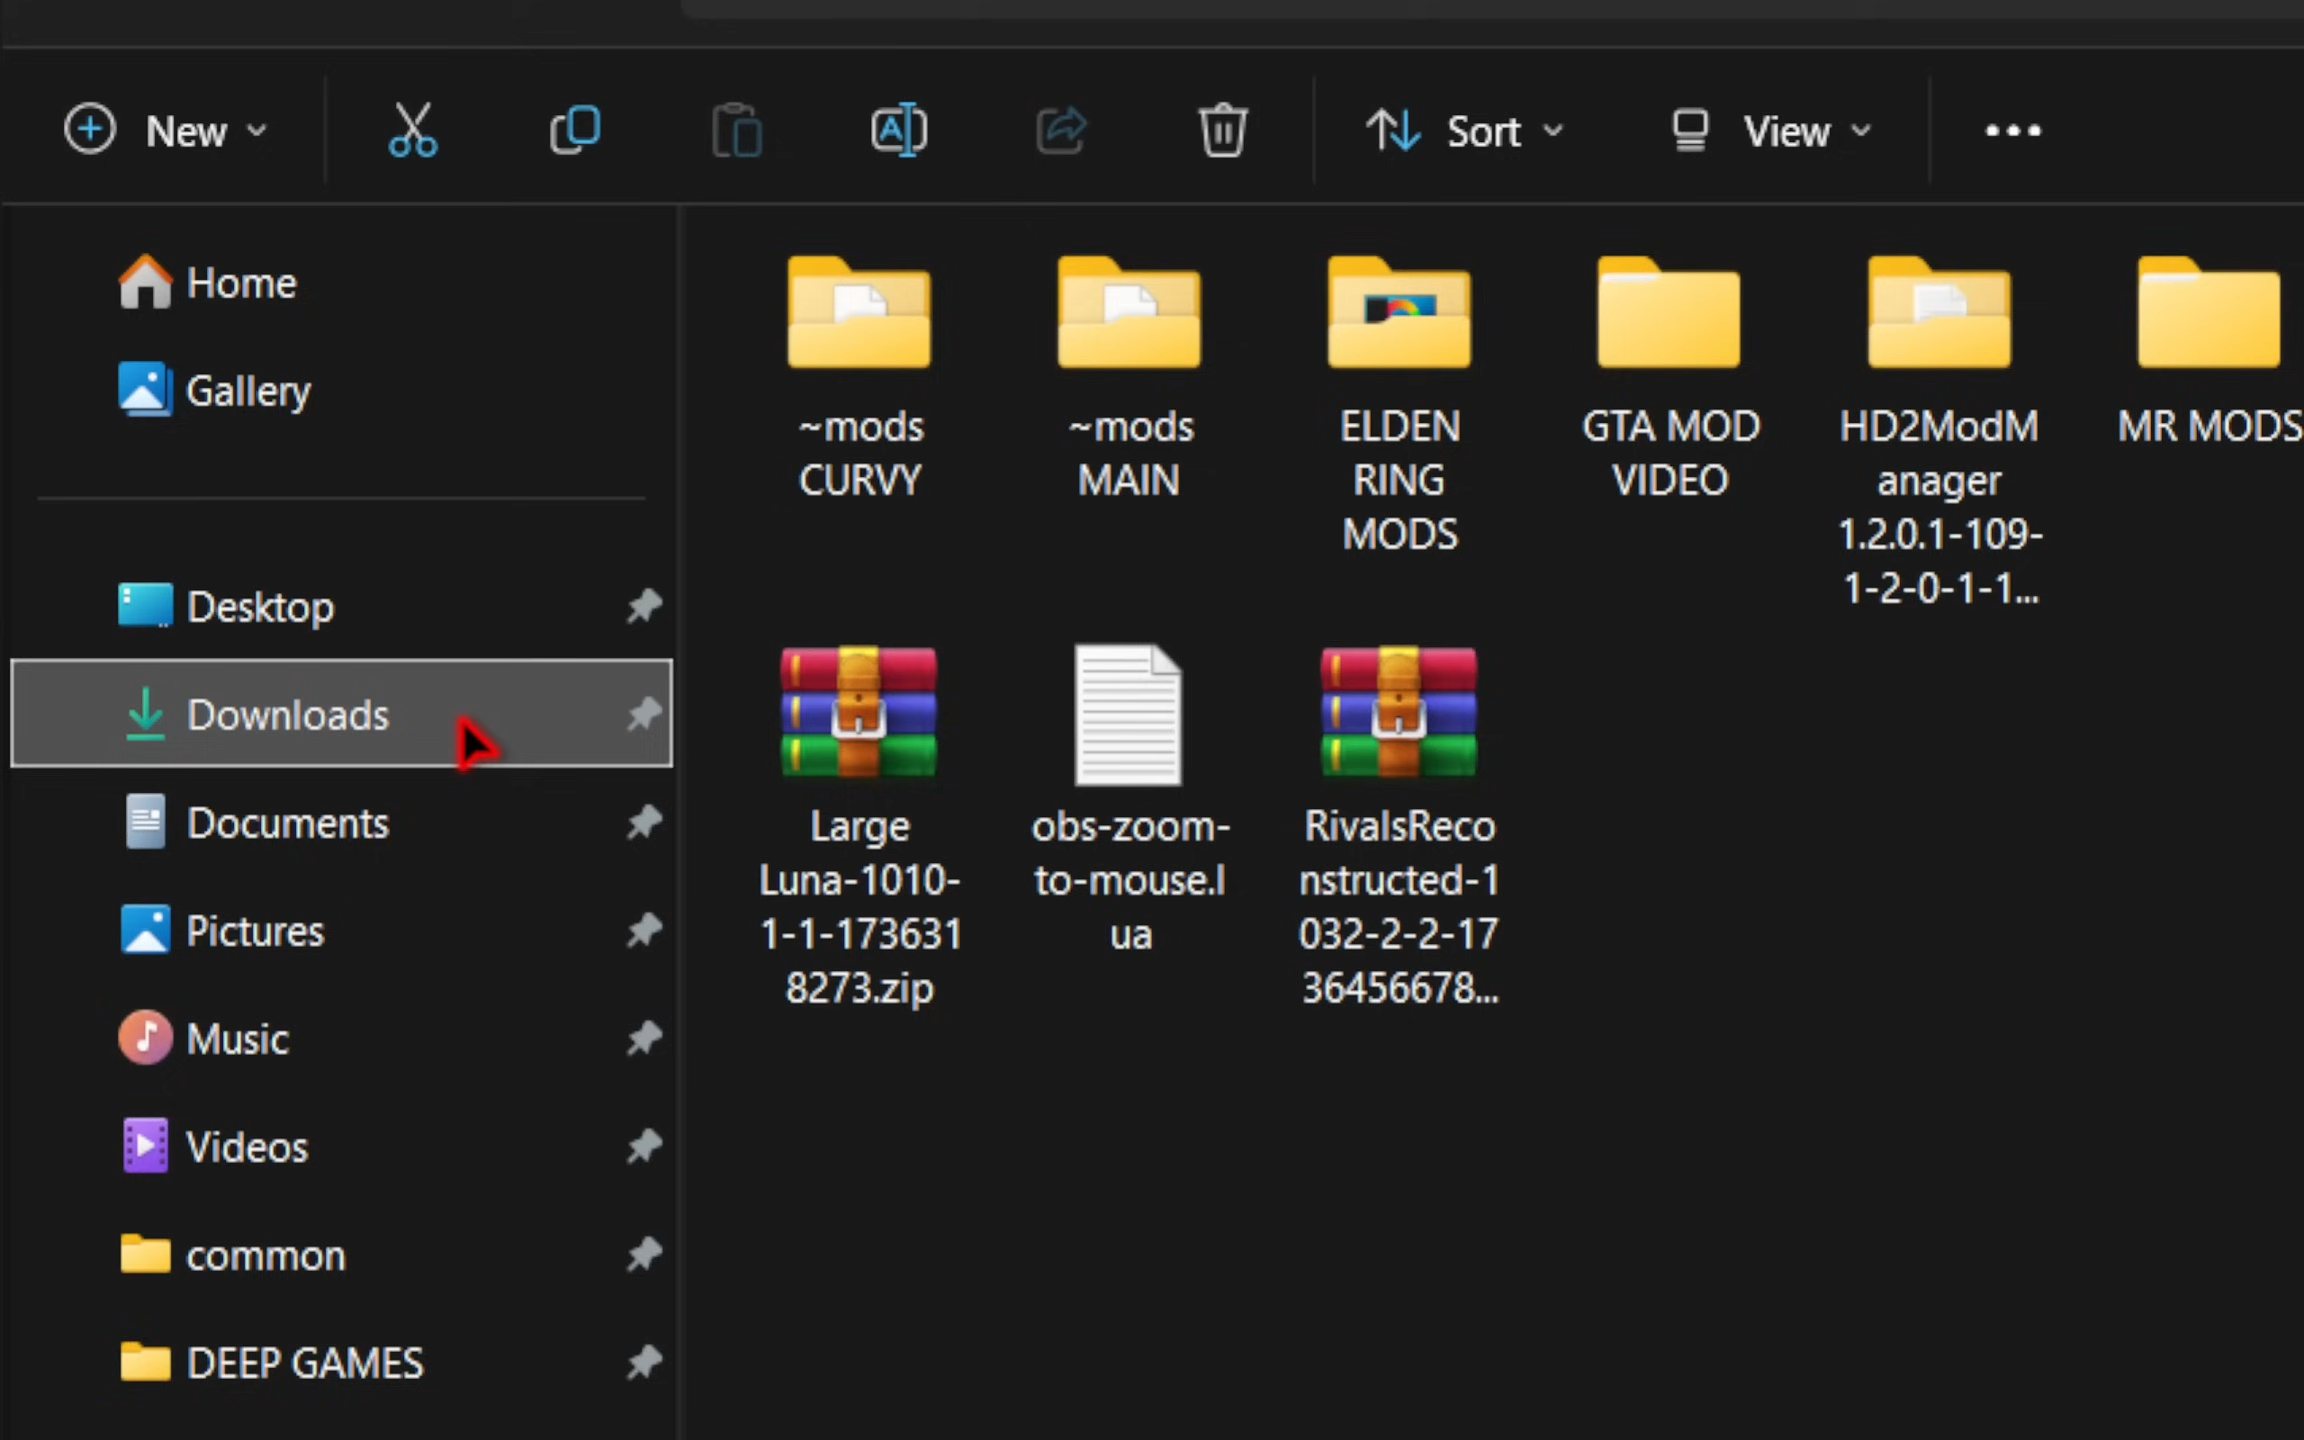 New
Sort
View
Home
Gallery
Desktop
Downloads
Documents
Pictures
Music
Videos
common
DEEP GAMES
~mods
CURVY
~mods
MAIN
ELDEN
RING
MODS
GTA MOD
VIDEO
HD2ModM
anager
1.2.0.1-109-
1-2-0-1-1...
MR MODS
Large
Luna-1010-
1-1-173631
8273.zip
obs-zoom-
to-mouse.l
ua
RivalsReco
nstructed-1
032-2-2-17
36456678...